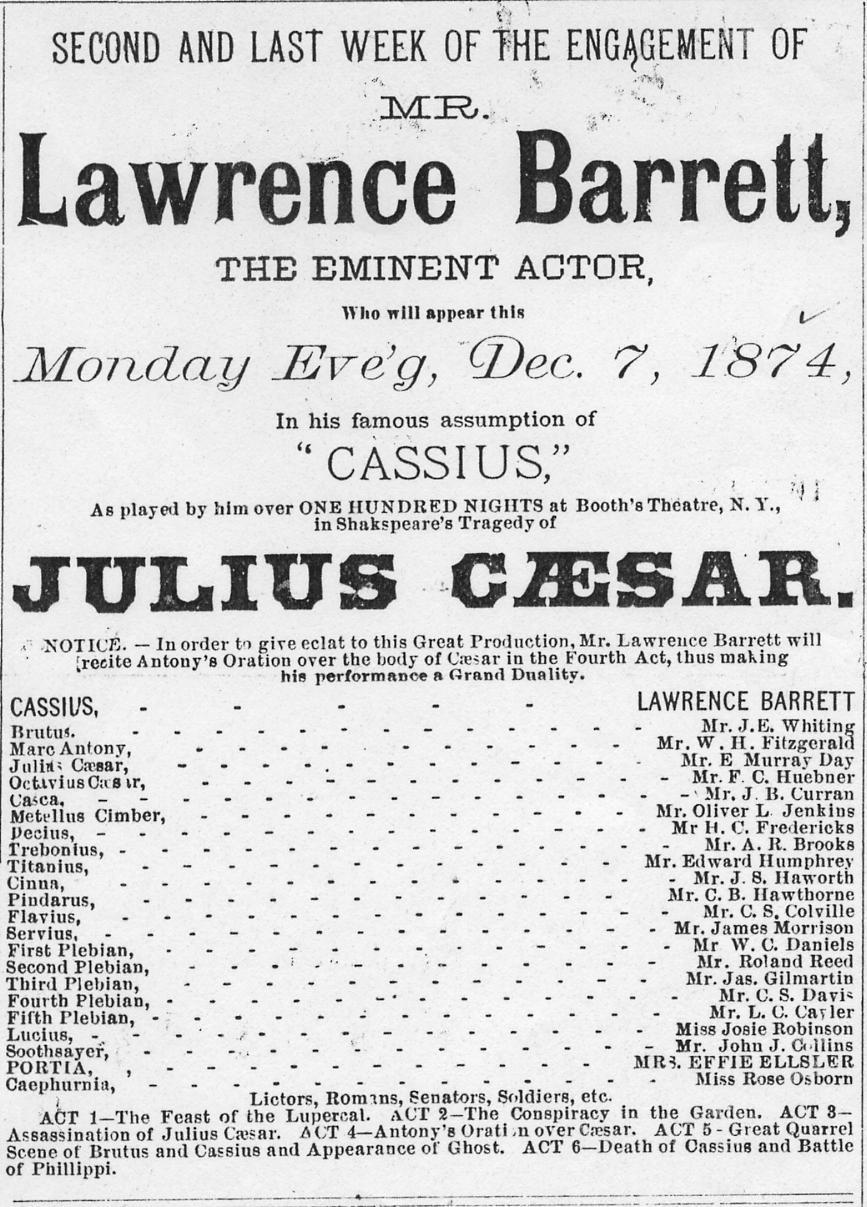 SECOND AND LAST WEEK OF THE ENGAGEMENT OF
MR.
Lawrence Barrett,
THE EMINENT ACTOR,
Who will appear this
Monday Eve'g, Dec. 7, 1874,
In his famous assumption of
"CASSIUS,"
As played by him over ONE HUNDRED NIGHTS at Booth's Theatre, N. Y.,
in Shakspeare's Tragedy of
JULIUS CÆSAR.
NOTICE. — In order to give eclat to this Great Production, Mr. Lawrence Barrett will
[recite Antony's Oration over the body of Cæsar in the Fourth Act, thus making
his performance a Grand Duality.
CASSIUS, - - - - - LAWRENCE BARRETT
Brutus. - - - - - Mr. J.E. Whiting
Marc Antony, - - - - - Mr. W. H. Fitzgerald
Julius Cæsar, - - - - - Mr. E Murray Day
Octavius Cæsar, - - - - - Mr. F. C. Huebner
Casca, - - - - - Mr. J. B. Curran
Metellus Cimber, - - - - - Mr. Oliver L. Jenkins
Decius, - - - - - Mr H. C. Fredericks
Trebonius, - - - - - Mr. A. R. Brooks
Titanius, - - - - - Mr. Edward Humphrey
Cinna, - - - - - Mr. J. S. Haworth
Pindarus, - - - - - Mr. C. B. Hawthorne
Flavius, - - - - - Mr. C. S. Colville
Servius, - - - - - Mr. James Morrison
First Plebian, - - - - - Mr W. C. Daniels
Second Plebian, - - - - - Mr. Roland Reed
Third Plebian, - - - - - Mr. Jas. Gilmartin
Fourth Plebian, - - - - - Mr. C. S. Davis
Fifth Plebian, - - - - - Mr. L. C.
Lucius, - - - - - Miss Josie Robinson
Soothsayer, - - - - - Mr. John J. Collins
PORTIA, , - - - - - MRS. EFFIE ELLSLER
Caephurnia, - - - - - Miss Rose Osborn
Lictors, Romans, Senators, Soldiers, etc.
ACT 1—The Feast of the Lupercal. ACT 2—The Conspiracy in the Garden. ACT 3—
Assassination of Julius Cæsar. ACT 4—Antony's Oration over Cæsar. ACT 5 - Great Quarrel
Scene of Brutus and Cassius and Appearance of Ghost. ACT 6—Death of Cassius and Battle
of Phillippi.